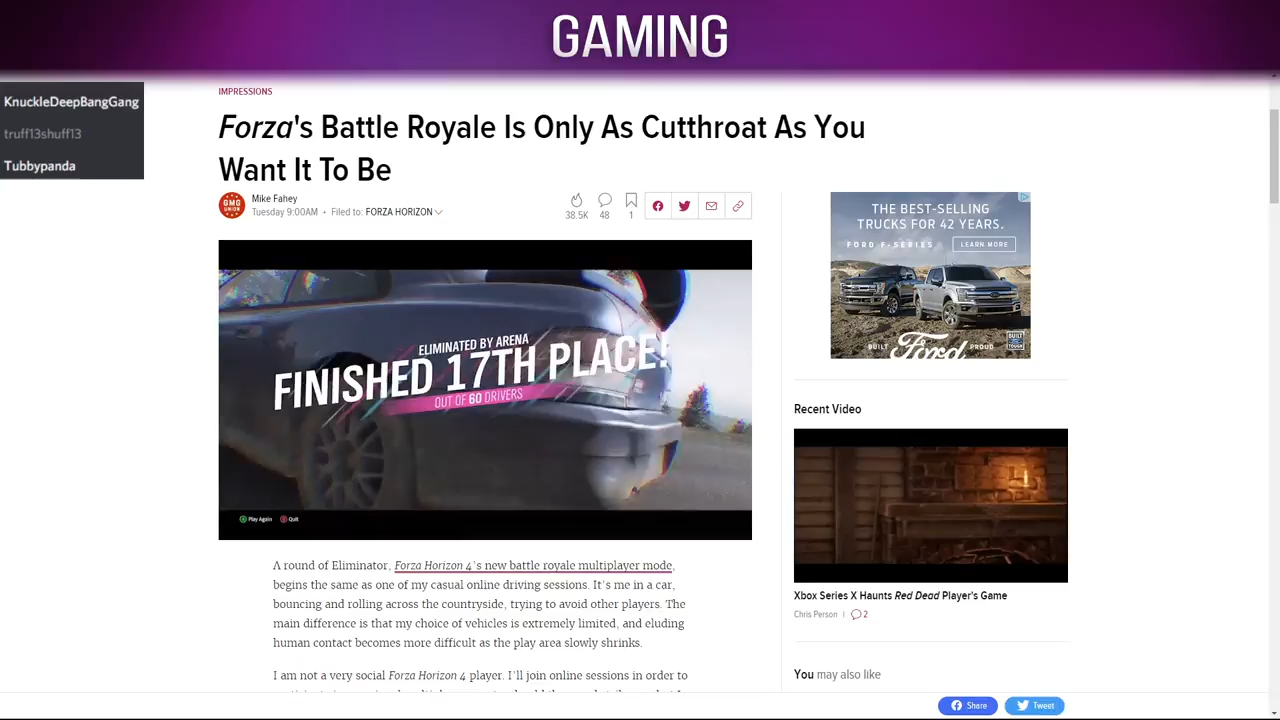 GAMING
KnuckleDeepBangGang
truff13shuff13
Tubbypanda
IMPRESSIONS
Forza's Battle Royale Is Only As Cutthroat As You
Want It To Be
GMG
UNION
Mike Fahey
Tuesday 9:00AM • Filed to: FORZA HORIZON
38.5K
48
1
ELIMINATED BY ARENA
FINISHED 17TH PLACE!
OUT OF 60 DRIVERS
Play Again
Quit
A round of Eliminator, Forza Horizon 4's new battle royale multiplayer mode,
begins the same as one of my casual online driving sessions. It's me in a car,
bouncing and rolling across the countryside, trying to avoid other players. The
main difference is that my choice of vehicles is extremely limited, and eluding
human contact becomes more difficult as the play area slowly shrinks.
I am not a very social Forza Horizon 4 player. I'll join online sessions in order to
THE BEST-SELLING
TRUCKS FOR 42 YEARS.
FORD F-SERIES
LEARN MORE
BUILT
Ford
PROUD
BUILT
Ford
TOUGH
Recent Video
Xbox Series X Haunts Red Dead Player's Game
Chris Person | 2
You may also like
Share
Tweet